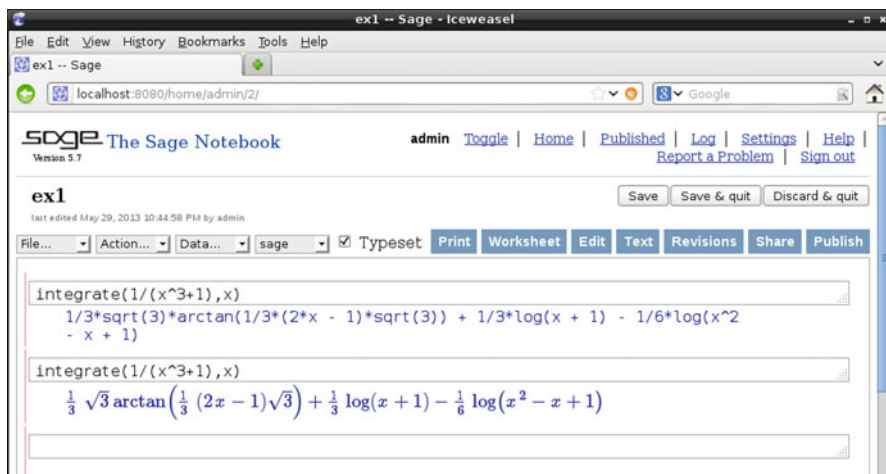 ex1 -- Sage - Iceweasel
File Edit View History Bookmarks Tools Help
ex1 -- Sage
localhost:8080/home/admin/2/
Google
sage The Sage Notebook
Version 5.7
admin Toggle | Home | Published | Log | Settings | Help |
Report a Problem | Sign out
ex1
Save Save & quit Discard & quit
last edited May 29, 2013 10:44:58 PM by admin
File... Action... Data... sage Typeset Print Worksheet Edit Text Revisions Share Publish
integrate(1/(x^3+1),x)
1/3*sqrt(3)*arctan(1/3*(2*x - 1)*sqrt(3)) + 1/3*log(x + 1) - 1/6*log(x^2
- x + 1)
integrate(1/(x^3+1),x)
1/3 √3 arctan(1/3 (2x − 1)√3) + 1/3 log(x + 1) − 1/6 log(x² − x + 1)